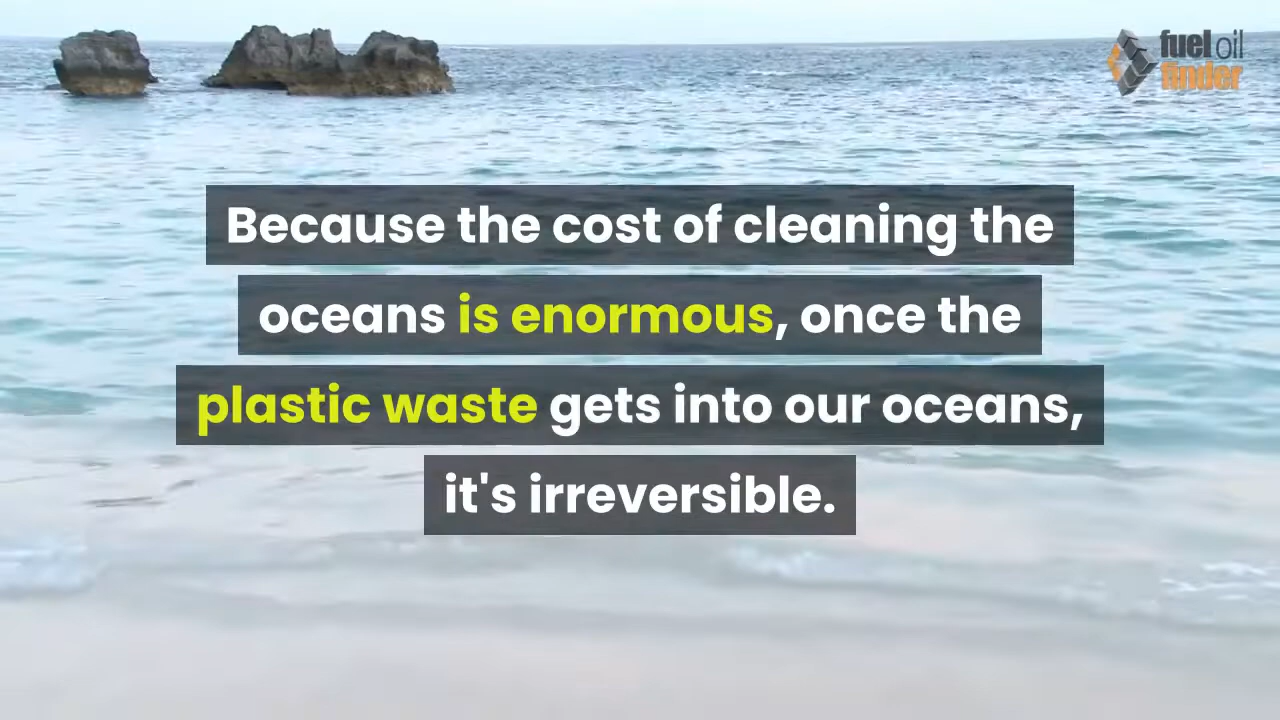 fuel oil
finder
Because the cost of cleaning the
oceans is enormous, once the
plastic waste gets into our oceans,
it's irreversible.